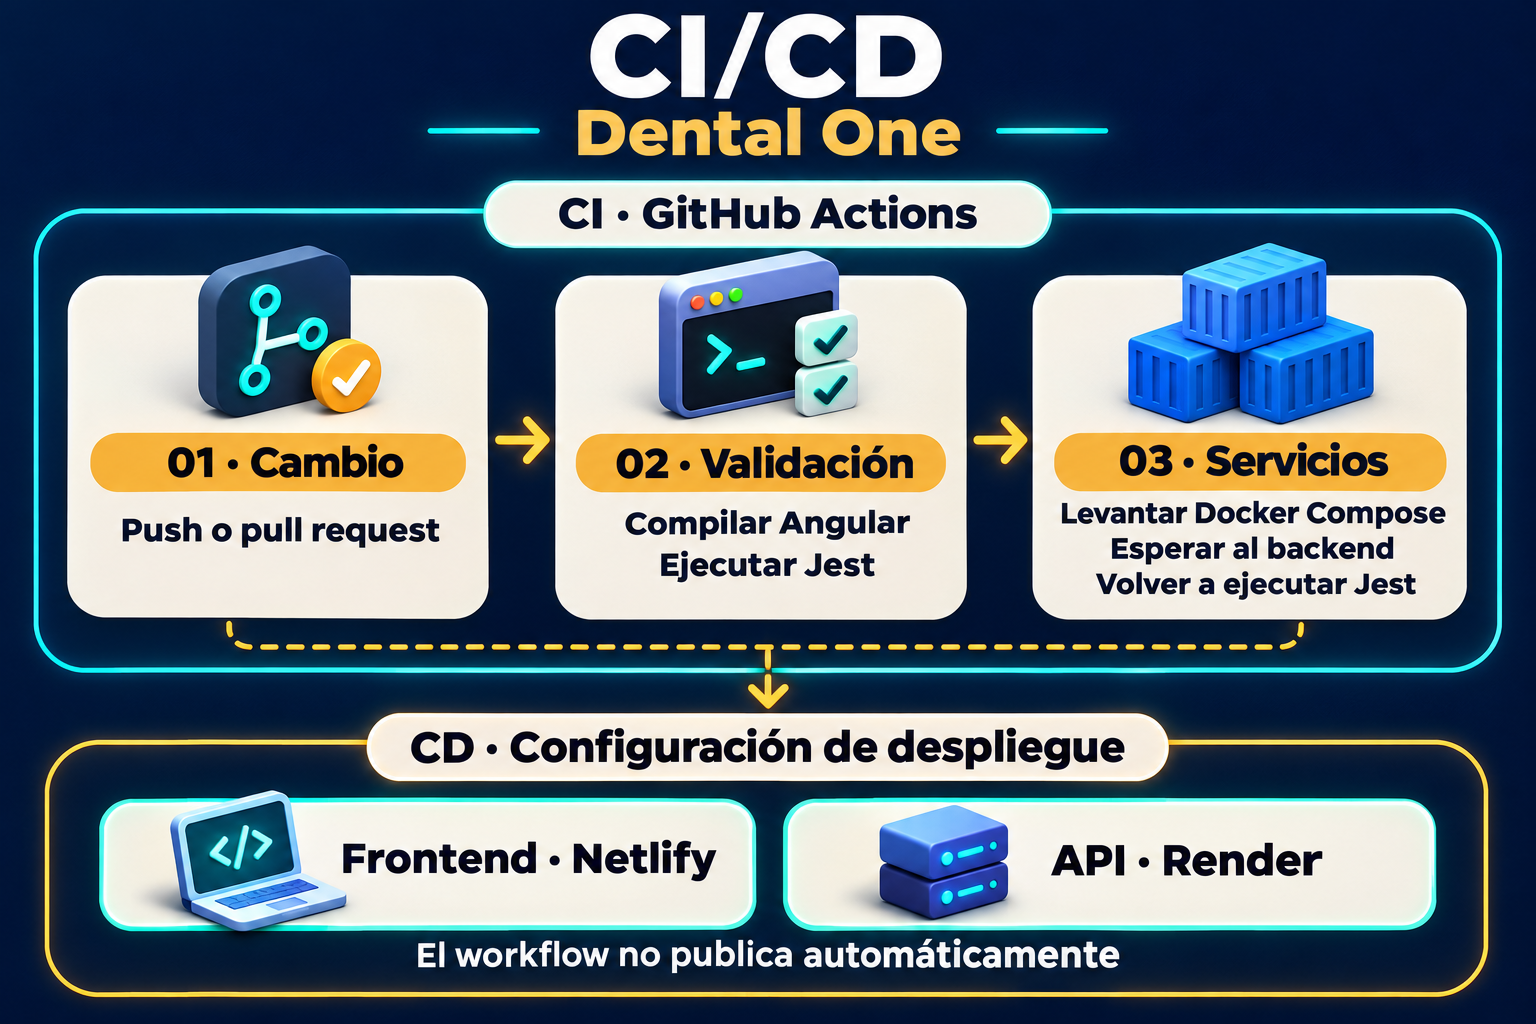 CI/CD
Dental One
CI · GitHub Actions
01 · Cambio
Push o pull request
02 · Validación
Compilar Angular
Ejecutar Jest
03 · Servicios
Levantar Docker Compose
Esperar al backend
Volver a ejecutar Jest
CD · Configuración de despliegue
</>
Frontend · Netlify
API · Render
El workflow no publica automáticamente